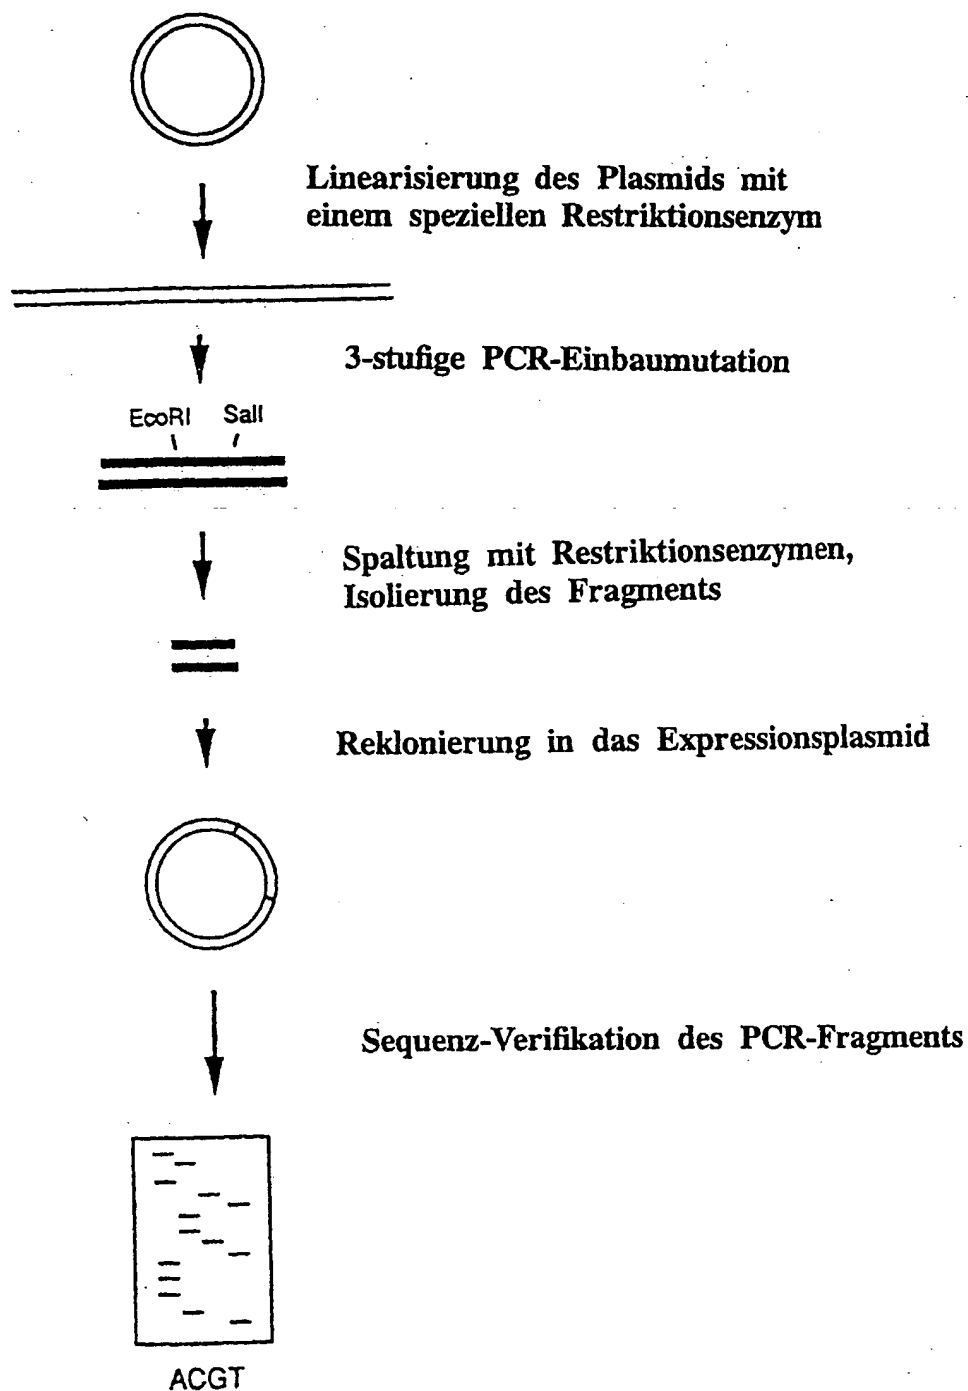 Linearisierung des Plasmids mit
einem speziellen Restriktionsenzym
3-stufige PCR-Einbaumutation
EcoRI SalI
Spaltung mit Restriktionsenzymen,
Isolierung des Fragments
Reklonierung in das Expressionsplasmid
Sequenz-Verifikation des PCR-Fragments
ACGT